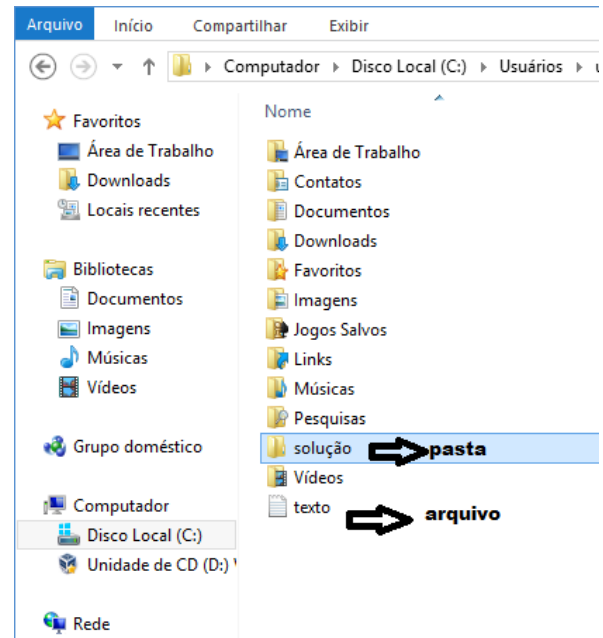 Arquivo Início Compartilhar Exibir
Computador Disco Local (C:) Usuários
Favoritos
Área de Trabalho
Downloads
Locais recentes
Bibliotecas
Documentos
Imagens
Músicas
Vídeos
Grupo doméstico
Computador
Disco Local (C:)
Unidade de CD (D:)
Rede
Nome
Área de Trabalho
Contatos
Documentos
Downloads
Favoritos
Imagens
Jogos Salvos
Links
Músicas
Pesquisas
solução pasta
Vídeos
texto arquivo